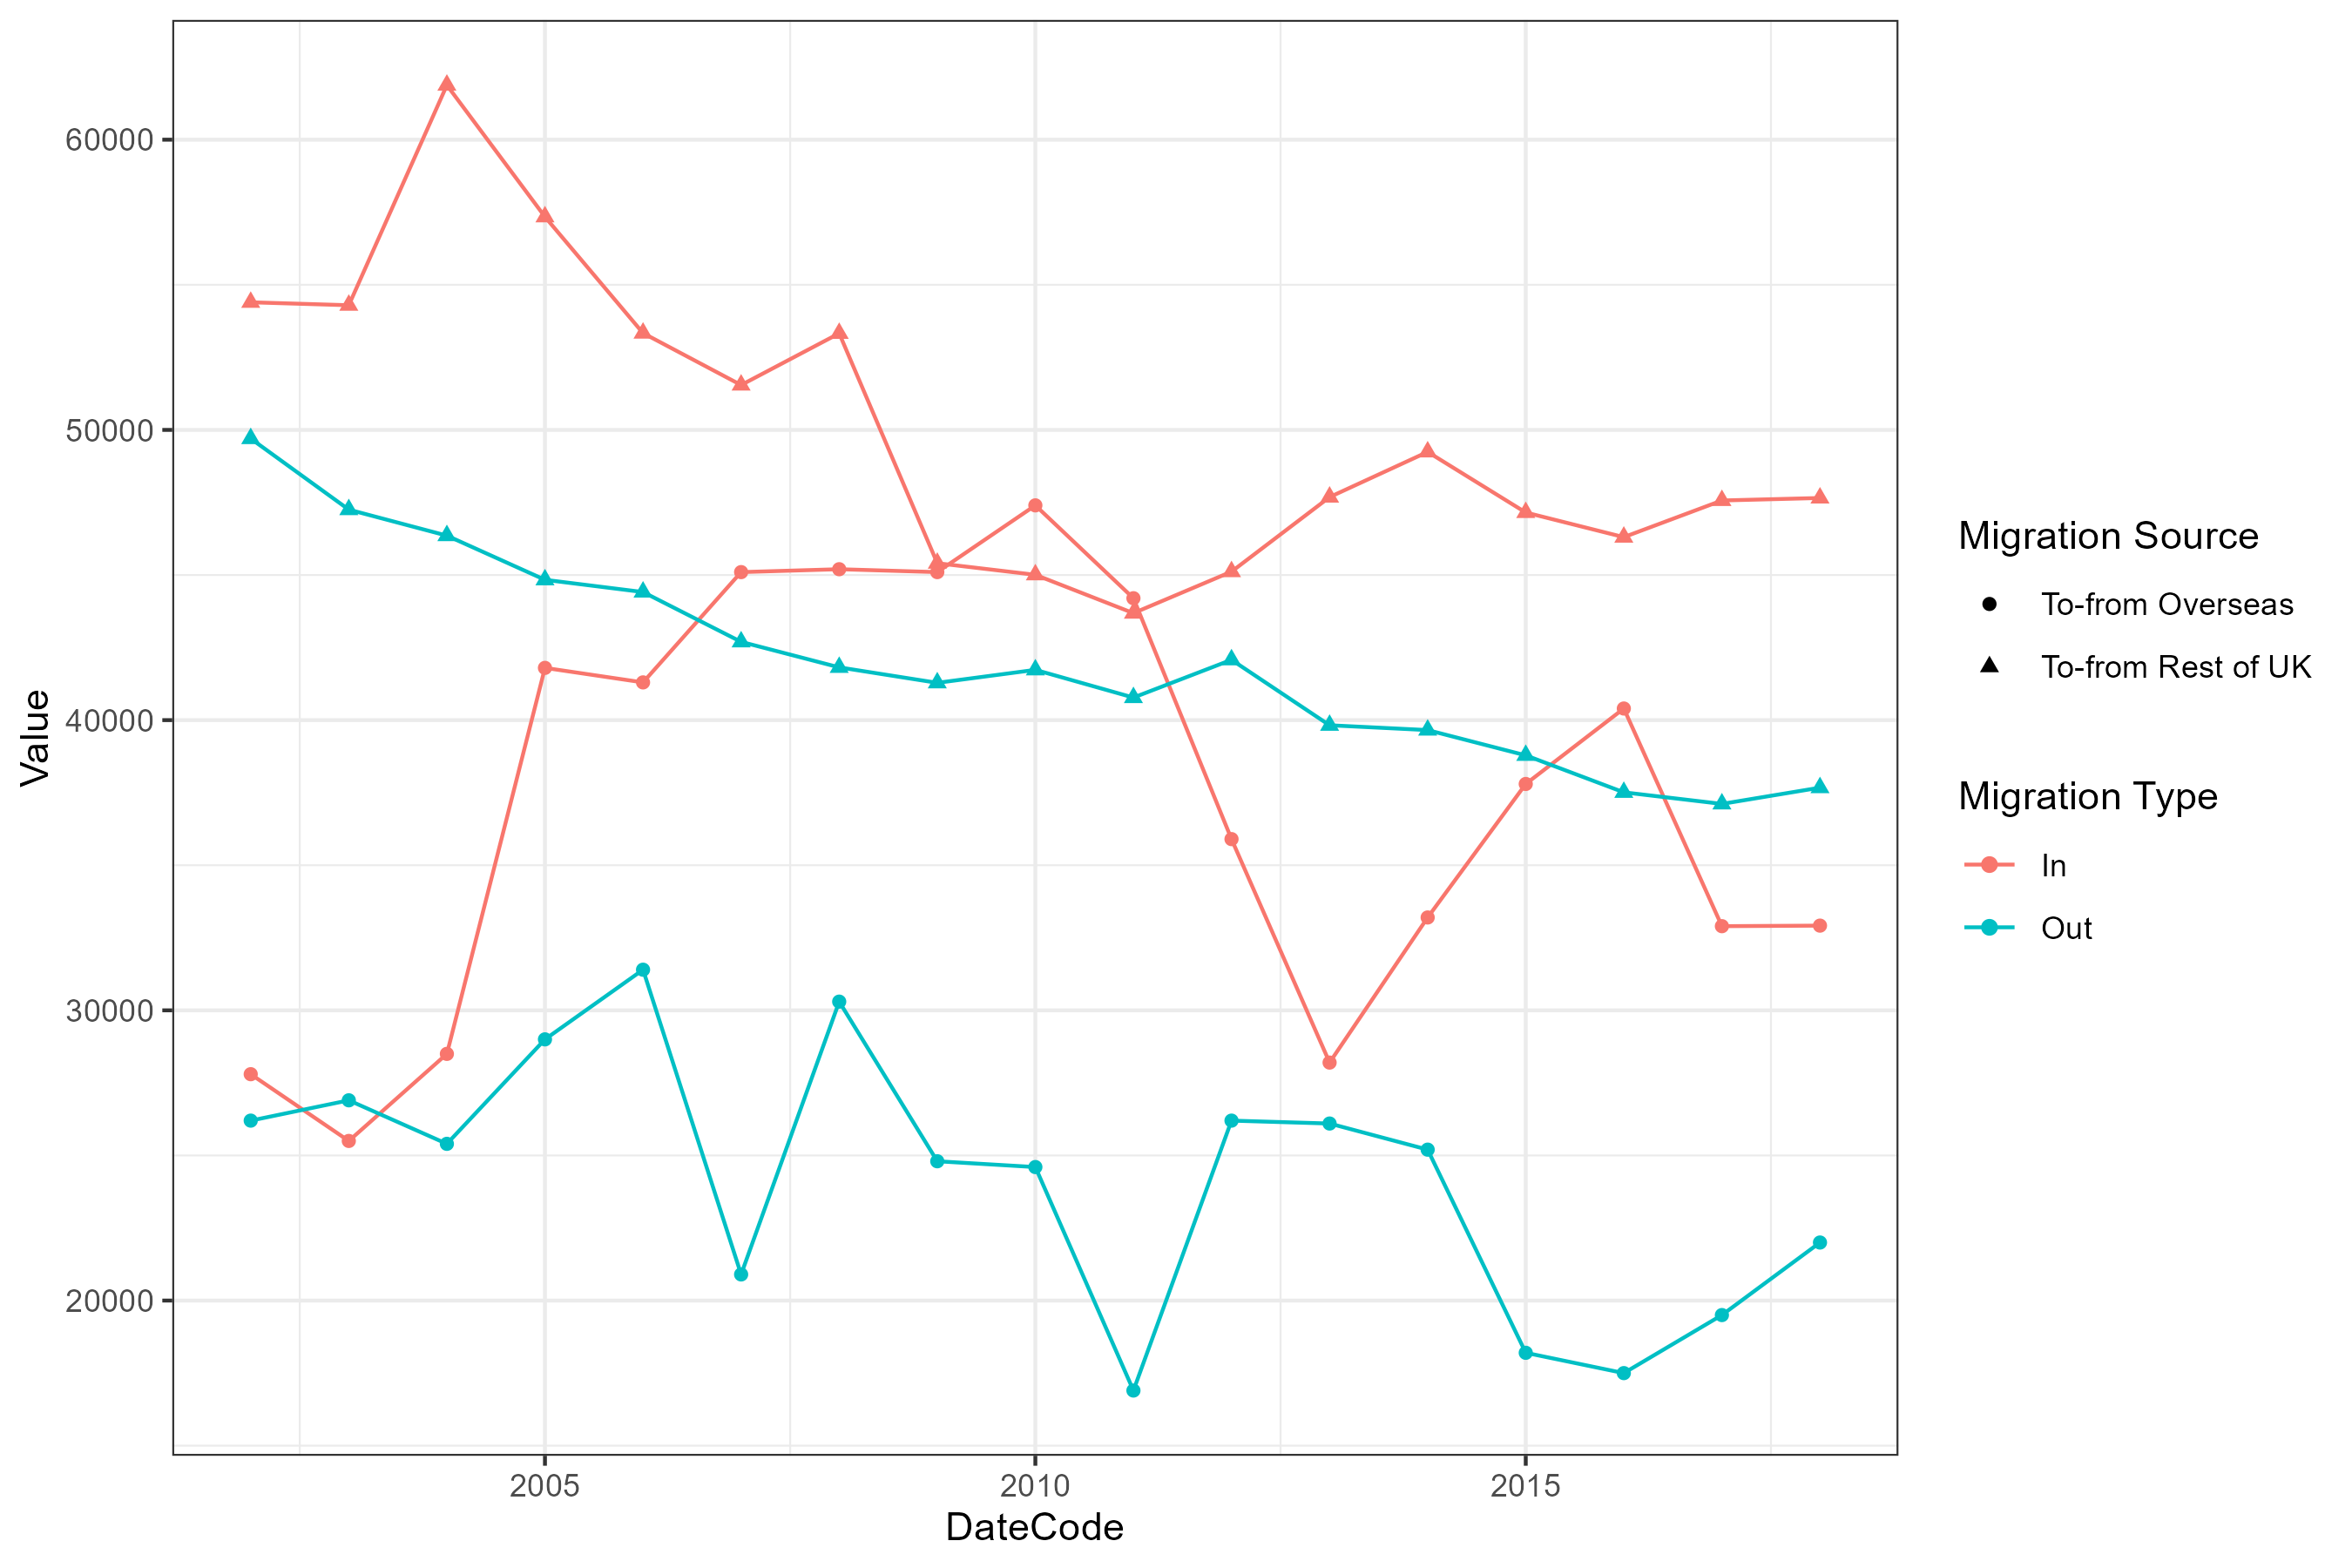 60000
50000
40000
30000
20000
Value
2005
2010
2015
DateCode
Migration Source
To-from Overseas
To-from Rest of UK
Migration Type
In
Out